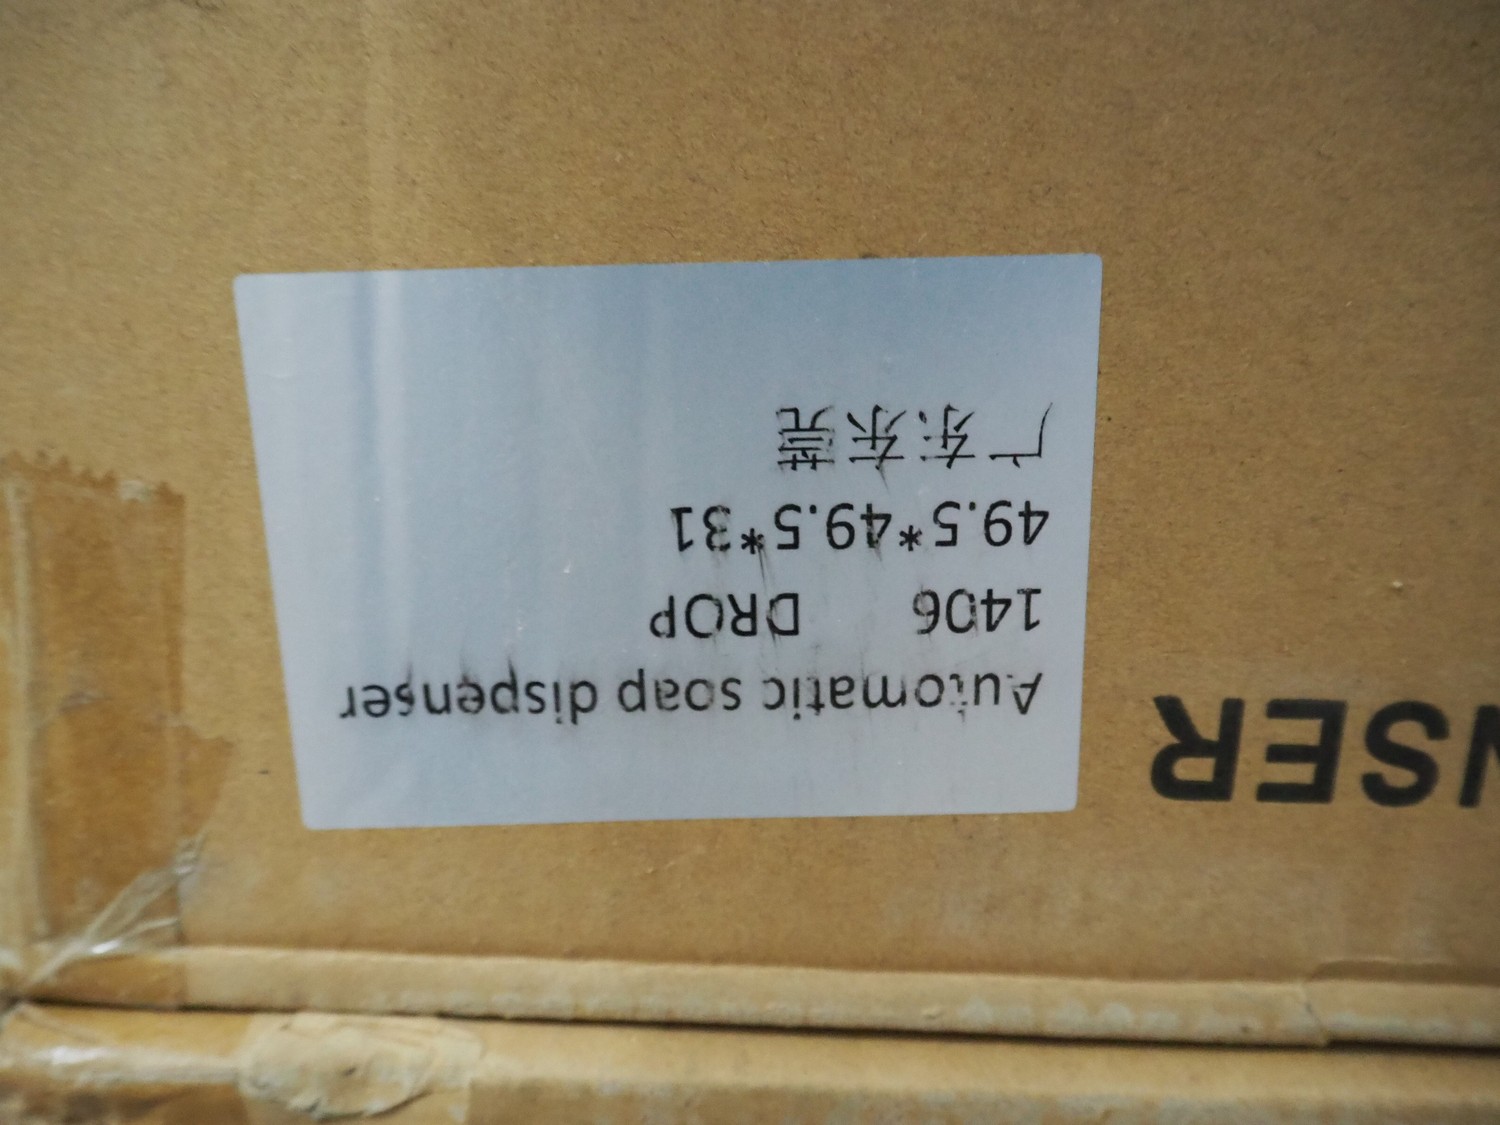 Automatic soap dispenser
1406 DROP
49.5*49.5*31
广东东莞
NSER